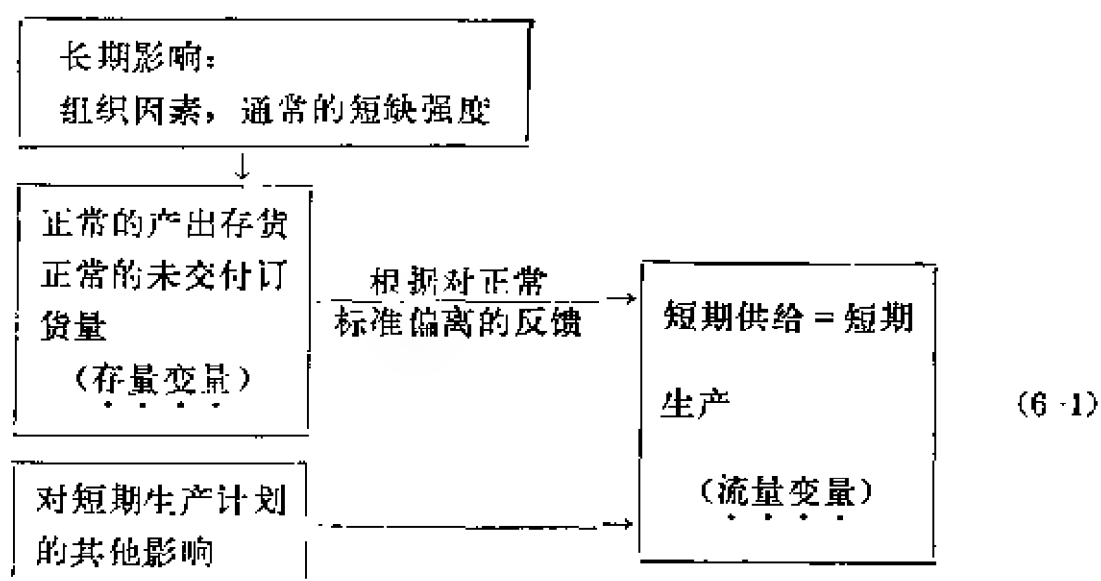 长期影响：
组织因素，通常的短缺强度
↓
正常的产出存货
正常的未交付订
货量
（存量变量）
根据对正常
标准偏离的反馈
→
短期供给＝短期
生产
（流量变量）
(6-1)
对短期生产计划
的其他影响
→